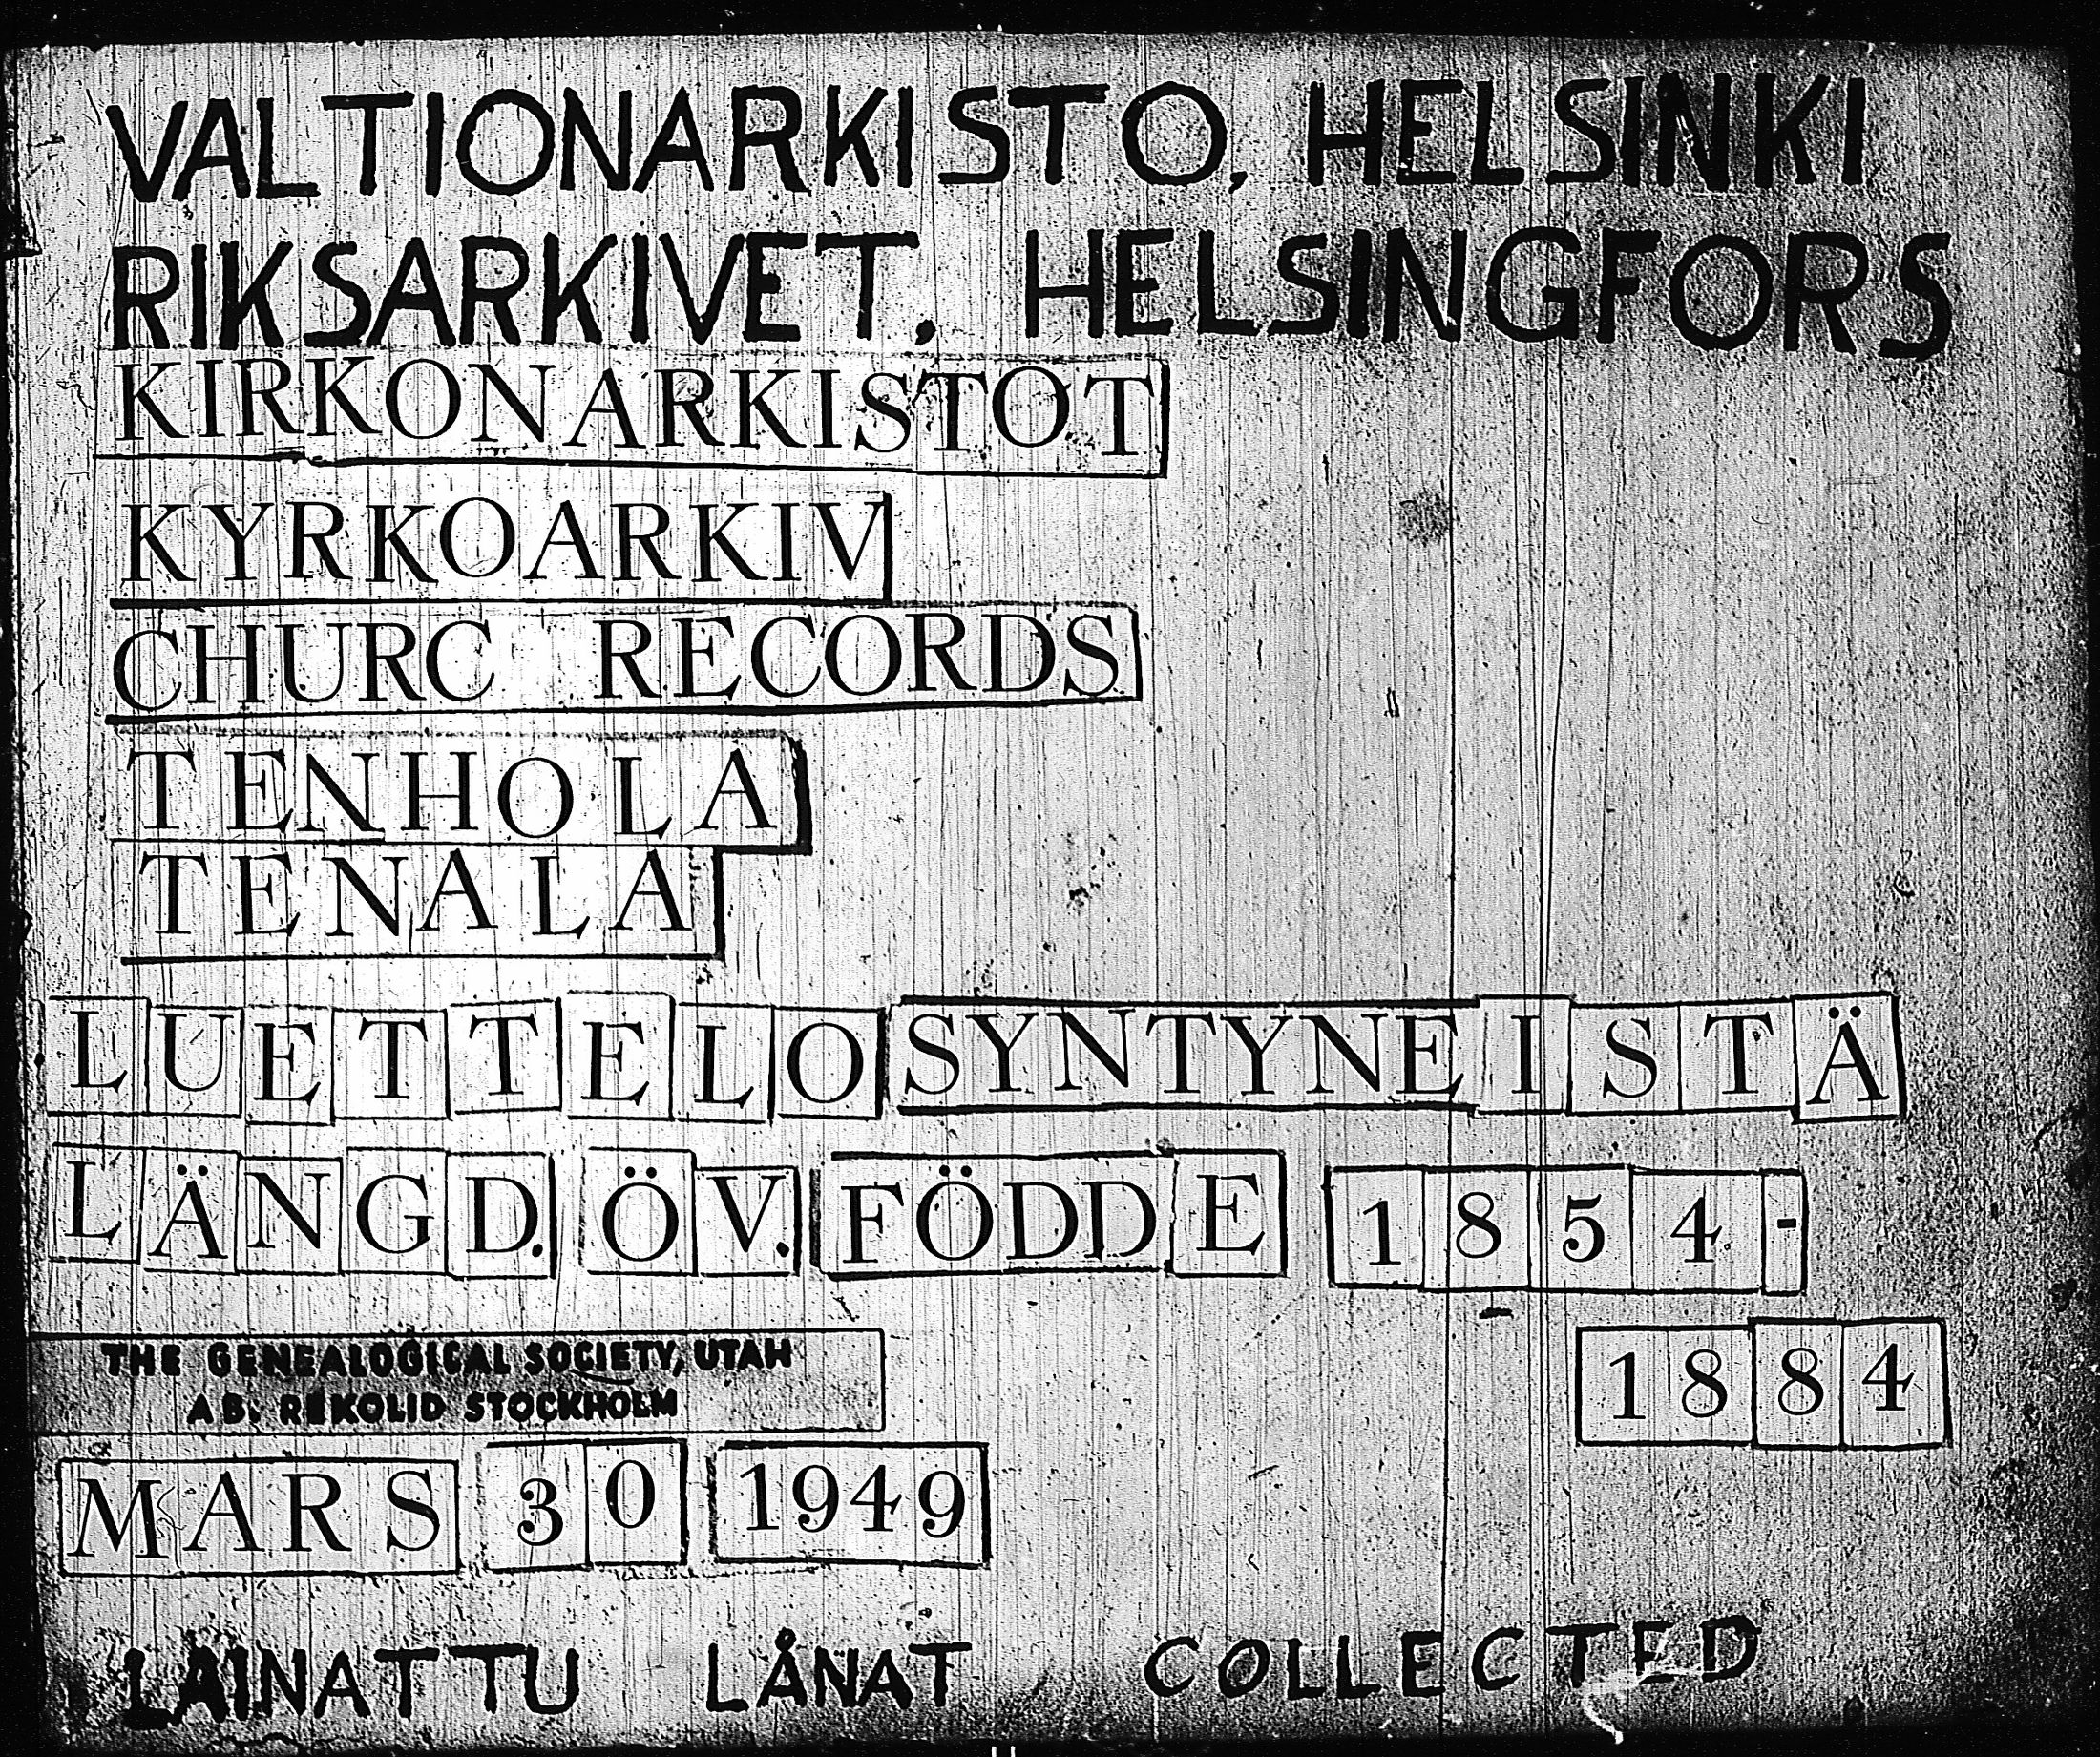 VALTIONARKISTO, HELSINKI
RIKSARKIVET, HELSINGFORS
KIRKONARKISTOT
KYRKOARKIV
CHURC RECORDS
TENHOLA
TENALA
LUETTELO SYNTYNEISTÄ
LÄNGD. ÖV. FÖDDE 1854-
1884
THE GENEALOGICAL SOCIETY, UTAH
AB. REKOLID STOCKHOLM
MARS 30 1949
LAINATTU LÅNAT COLLECTED